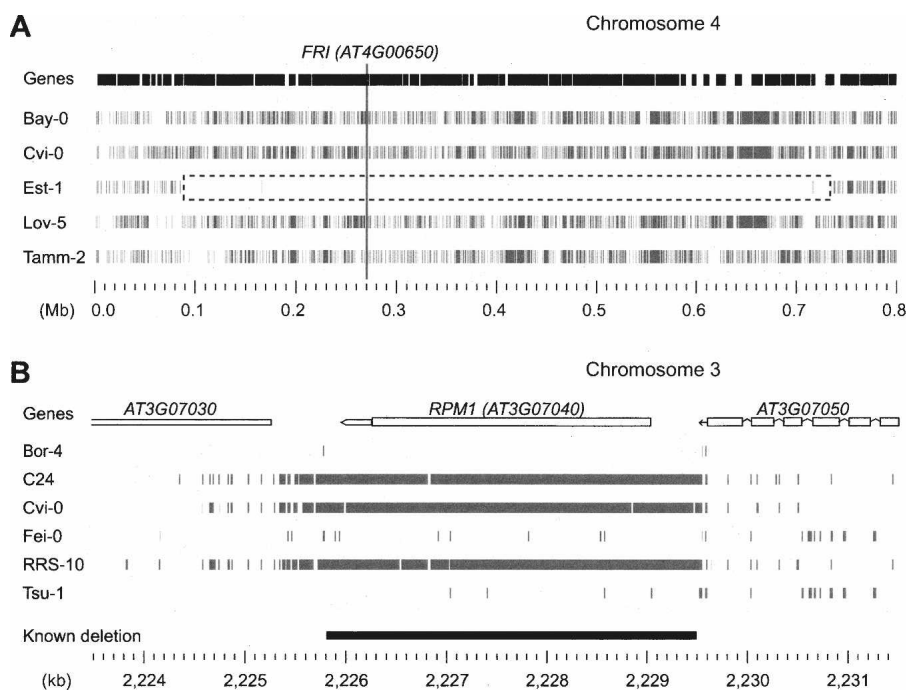 A
Chromosome 4
FRI (AT4G00650)
Genes
Bay-0
Cvi-0
Est-1
Lov-5
Tamm-2
(Mb) 0.0 0.1 0.2 0.3 0.4 0.5 0.6 0.7 0.8
B
Chromosome 3
Genes AT3G07030 RPM1 (AT3G07040) AT3G07050
Bor-4
C24
Cvi-0
Fei-0
RRS-10
Tsu-1
Known deletion
(kb) 2,224 2,225 2,226 2,227 2,228 2,229 2,230 2,231